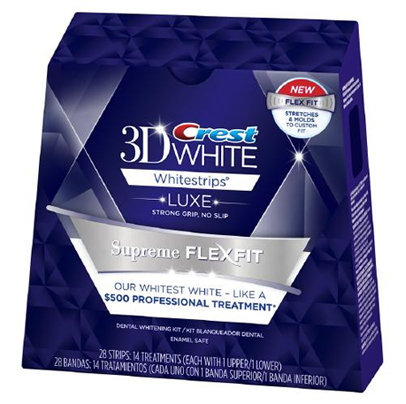 NEW
FLEX FIT
STRETCHES
& MOLDS
TO CUSTOM
FIT
Crest
3D WHITE
Whitestrips®
LUXE
STRONG GRIP, NO SLIP
Supreme FLEXFIT
OUR WHITEST WHITE – LIKE A
$500 PROFESSIONAL TREATMENT*
DENTAL WHITENING KIT / KIT BLANQUEADOR DENTAL
ENAMEL SAFE
28 STRIPS: 14 TREATMENTS (EACH WITH 1 UPPER/1 LOWER)
28 BANDAS: 14 TRATAMIENTOS (CADA UNO CON 1 BANDA SUPERIOR/1 BANDA INFERIOR)